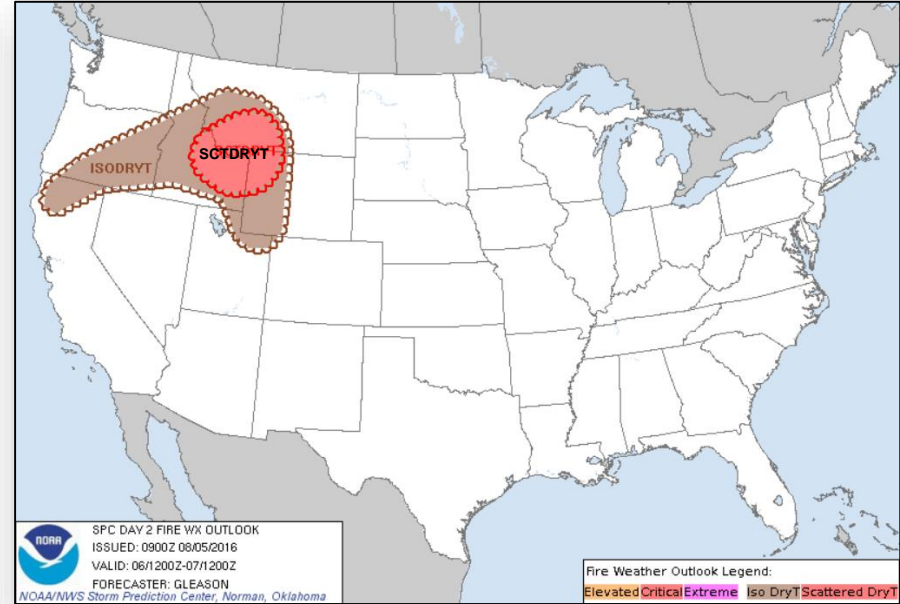 SCTDRYT
ISODRYT
NOAA
SPC DAY 2 FIRE WX OUTLOOK
ISSUED: 0900Z 08/05/2016
VALID: 06/1200Z-07/1200Z
FORECASTER: GLEASON
NOAA/NWS Storm Prediction Center, Norman, Oklahoma
Fire Weather Outlook Legend:
Elevated Critical Extreme Iso DryT Scattered DryT